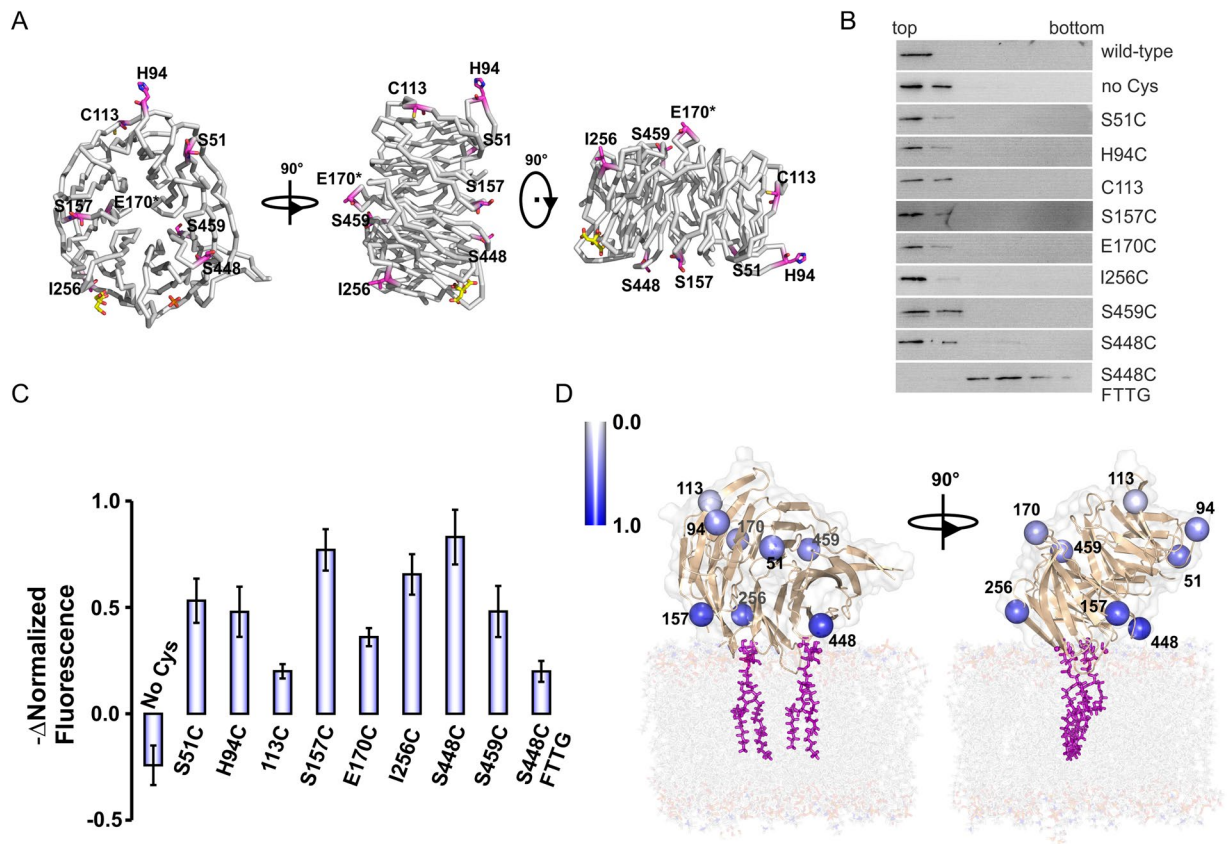 A
H94
C113
S51
S157
E170*
S459
S448
I256
90°
H94
C113
S51
E170*
S157
S459
S448
I256
90°
E170*
S459
I256
C113
S448
S157
S51
H94
B
top
bottom
wild-type
no Cys
S51C
H94C
C113
S157C
E170C
I256C
S459C
S448C
S448C
FTTG
C
-ΔNormalized
Fluorescence
1.0
0.5
0.0
-0.5
No Cys
S51C
H94C
113C
S157C
E170C
I256C
S448C
S459C
S448C
FTTG
D
0.0
1.0
113
94
170
51
459
157
256
448
90°
113
94
170
459
51
256
157
448